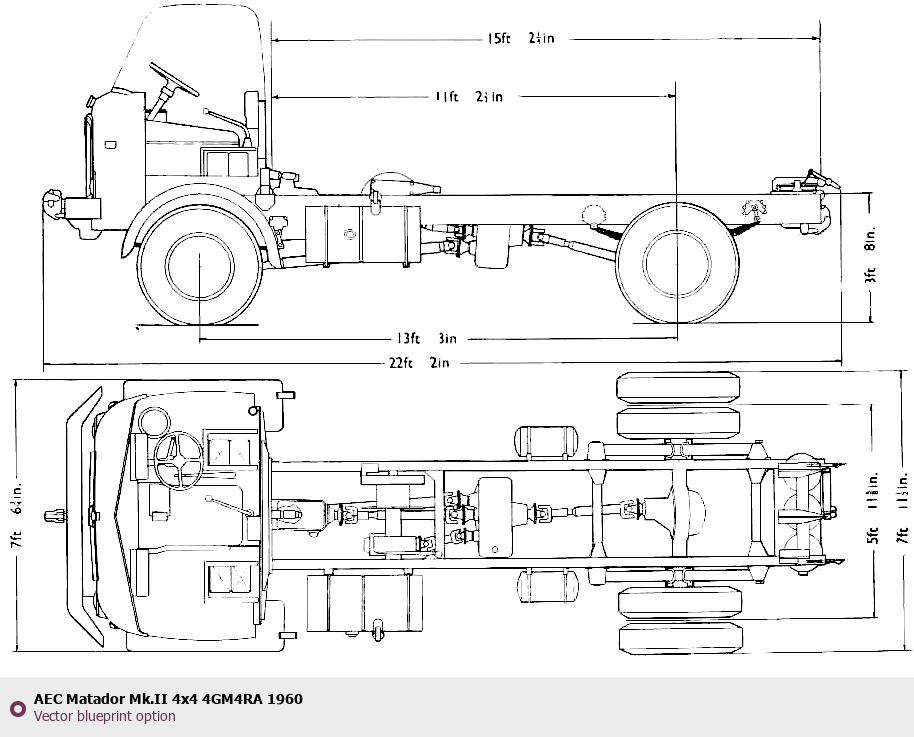 15ft 2¼in
11ft 2½in
3ft 8in.
13ft 3in
22ft 2in
7ft 6¾in.
5ft 11⅜in.
7ft 11½in.
AEC Matador Mk.II 4x4 4GM4RA 1960
Vector blueprint option